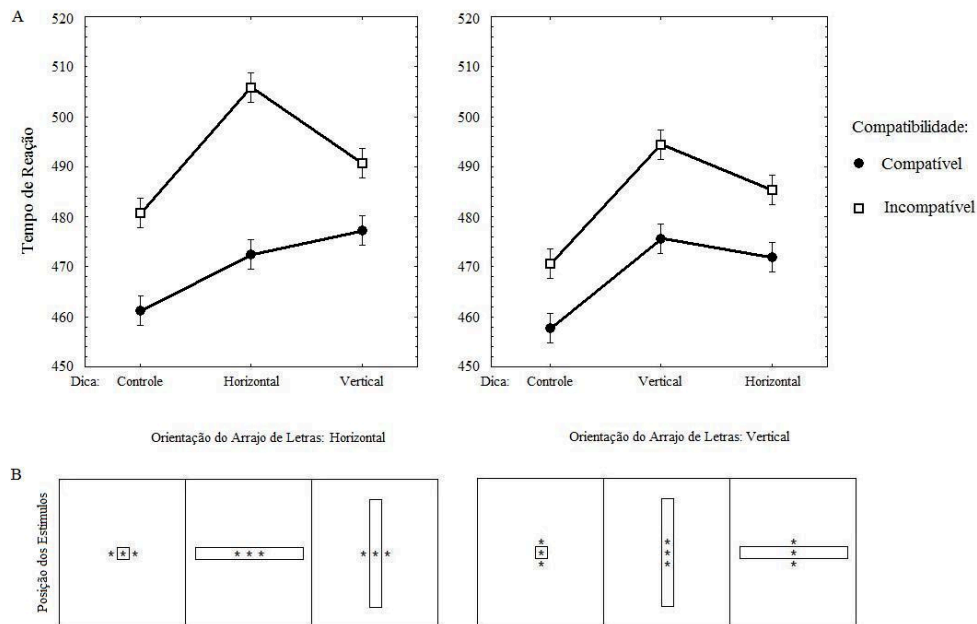 A
520
510
500
490
480
470
460
450
Tempo de Reação
Dica: Controle Horizontal Vertical
Orientação do Arrajo de Letras: Horizontal
520
510
500
490
480
470
460
450
Dica: Controle Vertical Horizontal
Orientação do Arrajo de Letras: Vertical
Compatibilidade:
Compatível
Incompatível
B
Posição dos Estímulos
* * *
* * *
* * *
*
*
*
*
*
*
*
*
*